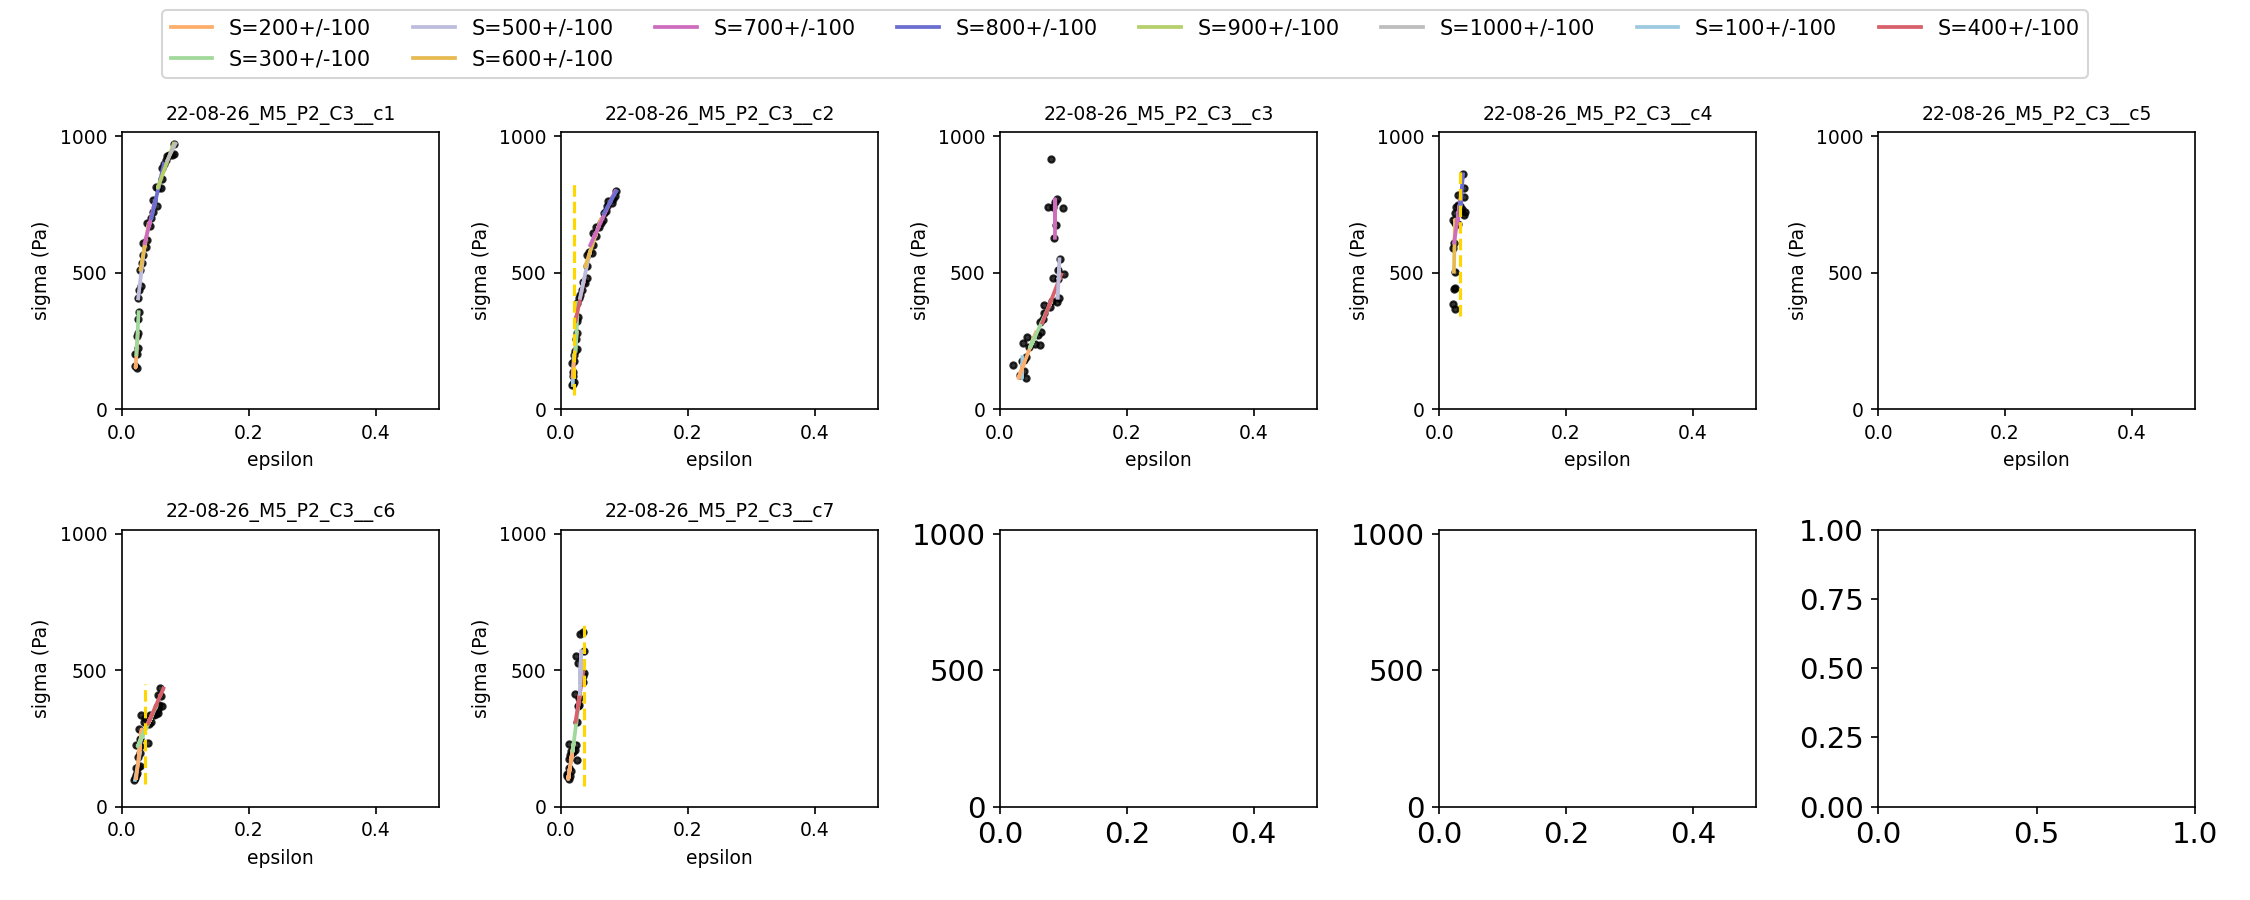 S=200+/-100 S=500+/-100 S=700+/-100 S=800+/-100 S=900+/-100 S=1000+/-100 S=100+/-100 S=400+/-100
S=300+/-100 S=600+/-100
22-08-26_M5_P2_C3__c1 22-08-26_M5_P2_C3__c2 22-08-26_M5_P2_C3__c3 22-08-26_M5_P2_C3__c4 22-08-26_M5_P2_C3__c5
1000 1000 1000 1000 1000
sigma (Pa) sigma (Pa) sigma (Pa) sigma (Pa) sigma (Pa)
500 500 500 500 500
0 0 0 0 0
0.0 0.2 0.4 0.0 0.2 0.4 0.0 0.2 0.4 0.0 0.2 0.4 0.0 0.2 0.4
epsilon epsilon epsilon epsilon epsilon
22-08-26_M5_P2_C3__c6 22-08-26_M5_P2_C3__c7
1000 1000 1000 1000 1.00
0.75
sigma (Pa) sigma (Pa)
500 500 500 500 0.50
0.25
0 0 0 0 0.00
0.0 0.2 0.4 0.0 0.2 0.4 0.0 0.2 0.4 0.0 0.2 0.4 0.0 0.5 1.0
epsilon epsilon